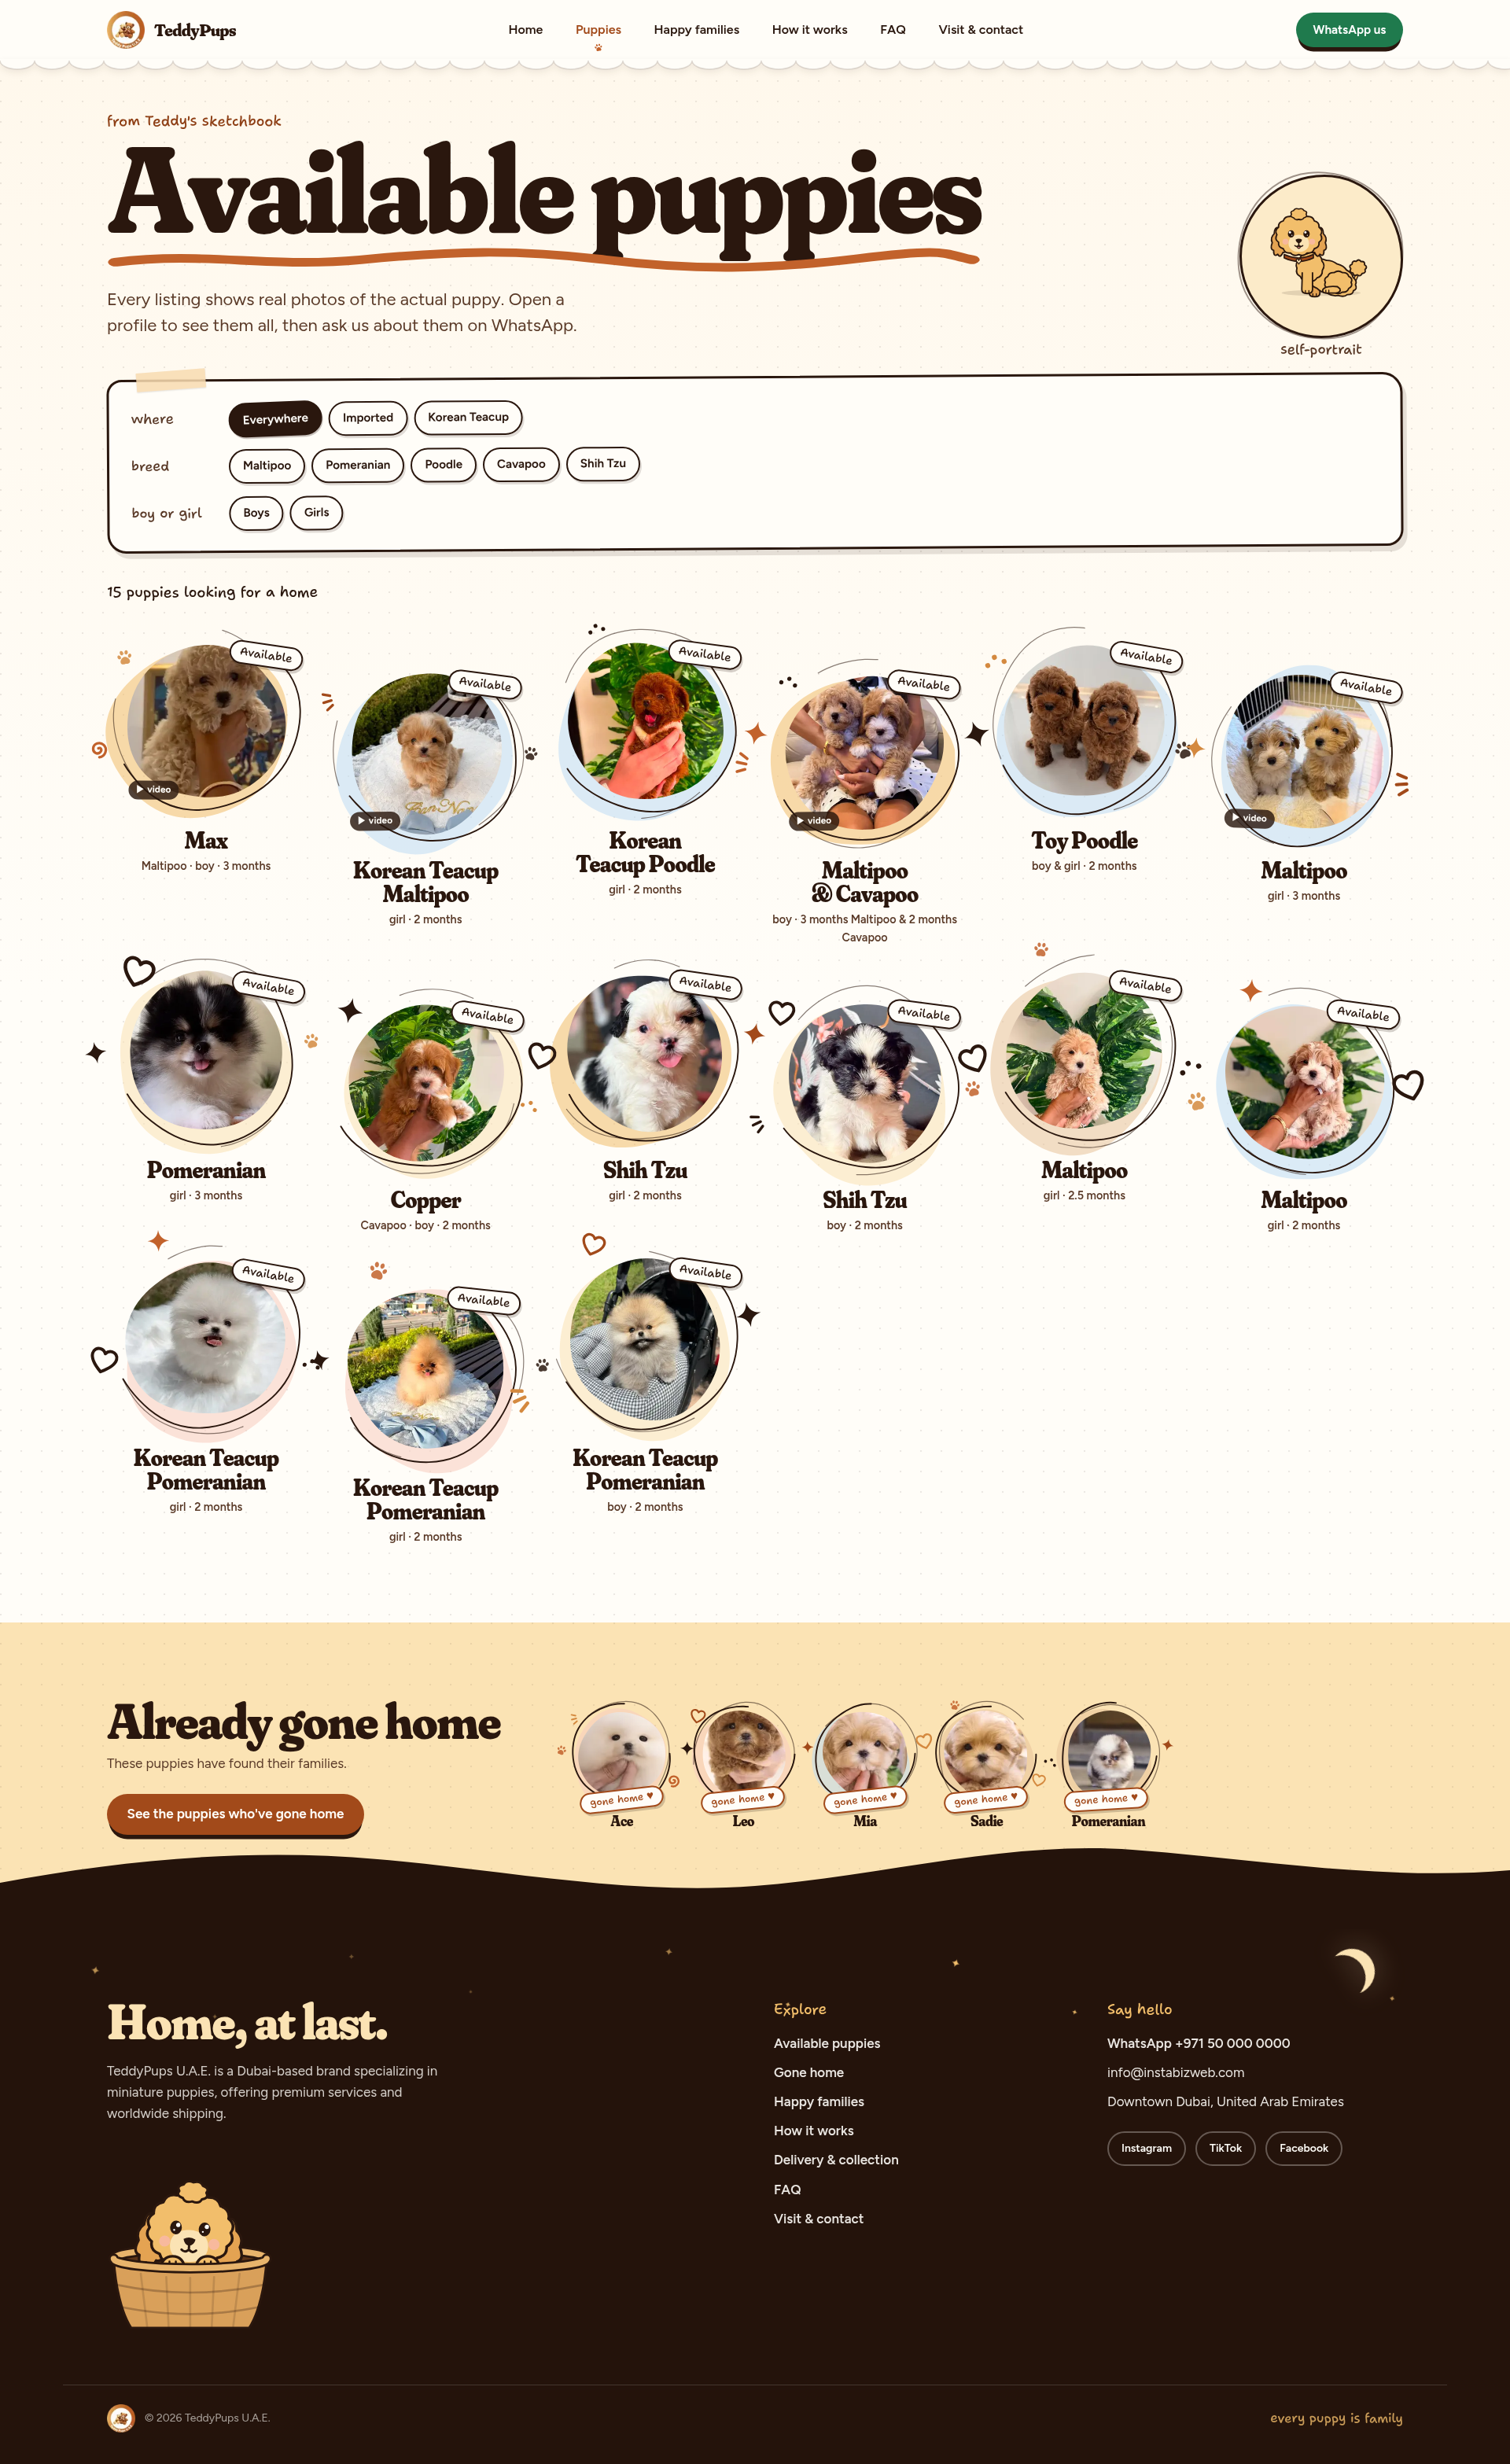 TeddyPups
Home
Puppies
Happy families
How it works
FAQ
Visit & contact
WhatsApp us
from Teddy's sketchbook
Available puppies
Every listing shows real photos of the actual puppy. Open a
profile to see them all, then ask us about them on WhatsApp.
self-portrait
where
Everywhere
Imported
Korean Teacup
breed
Maltipoo
Pomeranian
Poodle
Cavapoo
Shih Tzu
boy or girl
Boys
Girls
15 puppies looking for a home
Available
video
Max
Maltipoo · boy · 3 months
Available
video
Korean Teacup
Maltipoo
girl · 2 months
Available
Korean
Teacup Poodle
girl · 2 months
Available
video
Maltipoo
& Cavapoo
boy · 3 months Maltipoo & 2 months
Cavapoo
Available
Toy Poodle
boy & girl · 2 months
Available
video
Maltipoo
girl · 3 months
Available
Pomeranian
girl · 3 months
Available
Copper
Cavapoo · boy · 2 months
Available
Shih Tzu
girl · 2 months
Available
Shih Tzu
boy · 2 months
Available
Maltipoo
girl · 2.5 months
Available
Maltipoo
girl · 2 months
Available
Korean Teacup
Pomeranian
girl · 2 months
Available
Korean Teacup
Pomeranian
girl · 2 months
Available
Korean Teacup
Pomeranian
boy · 2 months
Already gone home
These puppies have found their families.
See the puppies who've gone home
gone home ♥
Ace
gone home ♥
Leo
gone home ♥
Mia
gone home ♥
Sadie
gone home ♥
Pomeranian
Home, at last.
TeddyPups U.A.E. is a Dubai-based brand specializing in
miniature puppies, offering premium services and
worldwide shipping.
Explore
Available puppies
Gone home
Happy families
How it works
Delivery & collection
FAQ
Visit & contact
Say hello
WhatsApp +971 50 000 0000
info@instabizweb.com
Downtown Dubai, United Arab Emirates
Instagram
TikTok
Facebook
© 2026 TeddyPups U.A.E.
every puppy is family